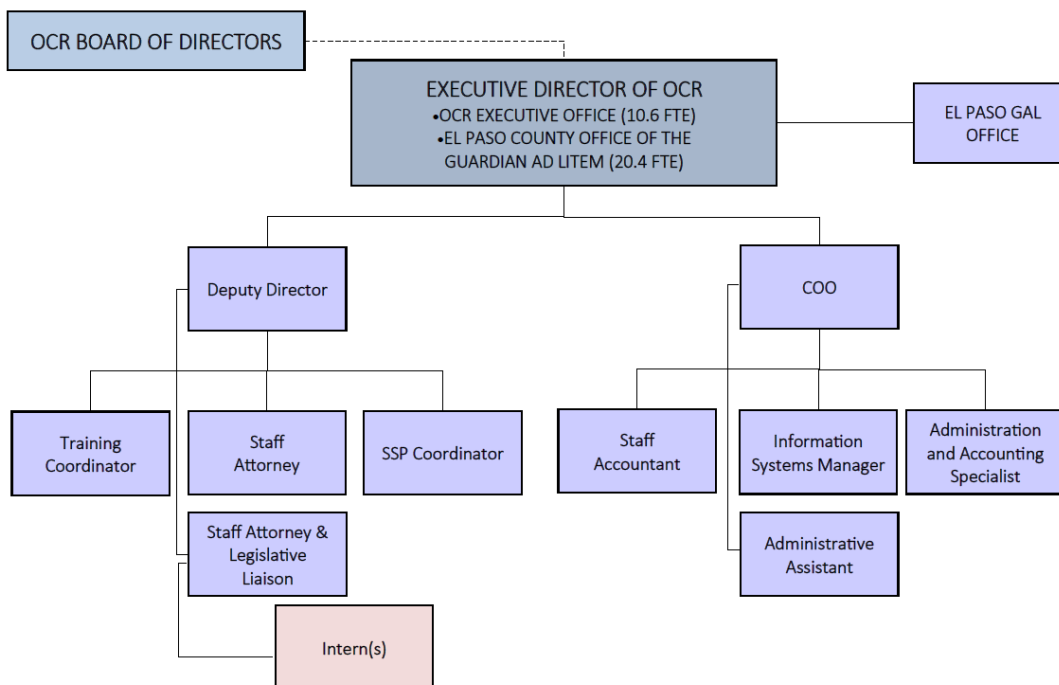 OCR BOARD OF DIRECTORS
EXECUTIVE DIRECTOR OF OCR
•OCR EXECUTIVE OFFICE (10.6 FTE)
•EL PASO COUNTY OFFICE OF THE
GUARDIAN AD LITEM (20.4 FTE)
EL PASO GAL
OFFICE
Deputy Director
COO
Training
Coordinator
Staff
Attorney
SSP Coordinator
Staff
Accountant
Information
Systems Manager
Administration
and Accounting
Specialist
Staff Attorney &
Legislative
Liaison
Administrative
Assistant
Intern(s)